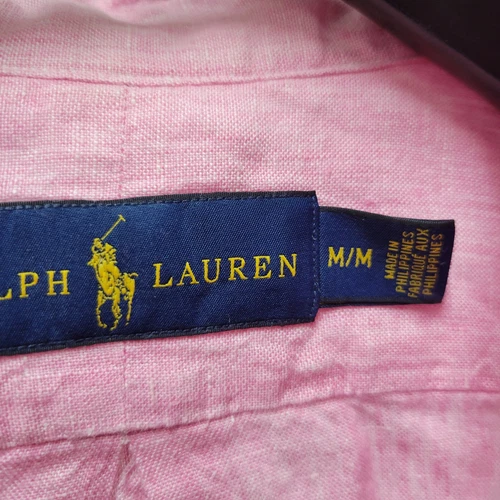 LPH LAUREN
M/M
MADE IN
PHILIPPINES
FABRIQUÉ AUX
PHILIPPINES